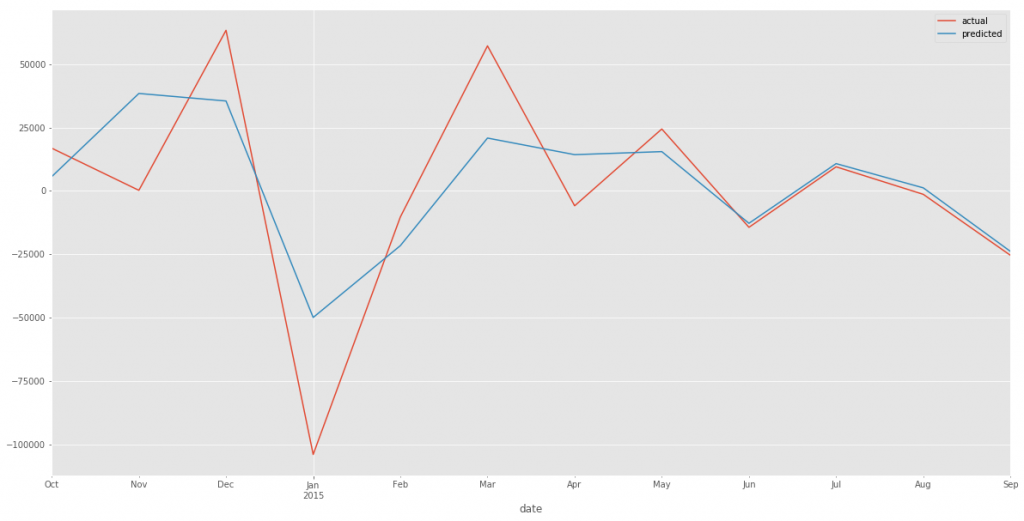 actual
predicted
50000
25000
0
−25000
−50000
−75000
−100000
Oct Nov Dec Jan Feb Mar Apr May Jun Jul Aug Sep
2015
date